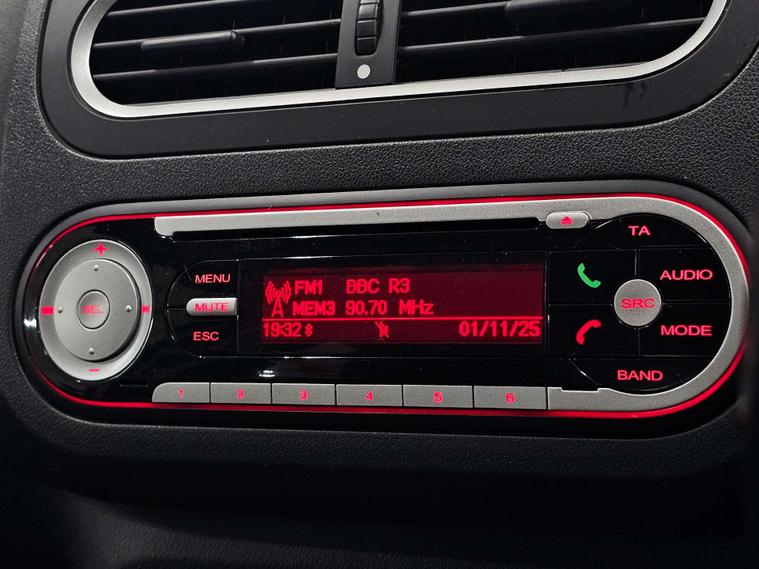 TA
MENU
FM1 BBC R3
AUDIO
SEL
MUTE
MEM3 90.70 MHz
SRC
ESC
19:32
01/11/25
MODE
BAND
1 2 3 4 5 6